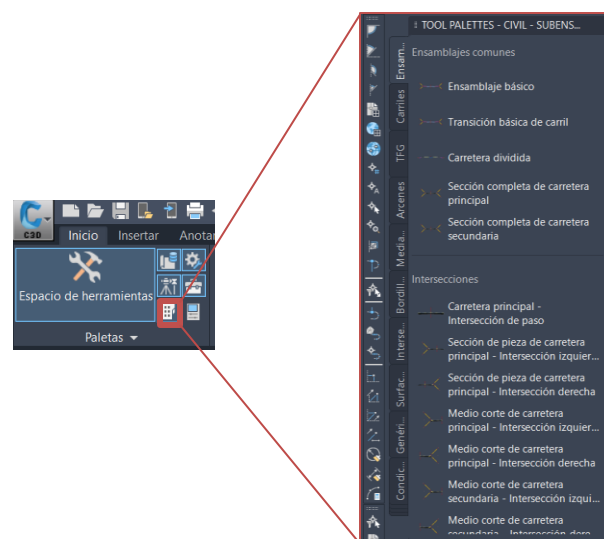 TOOL PALETTES - CIVIL - SUBENS...
Ensam...
Carriles
TFG
Arcenes
Media...
Bordill...
Interse...
Surfac...
Genéri...
Condic...
Ensamblajes comunes
Ensamblaje básico
Transición básica de carril
Carretera dividida
Sección completa de carretera
principal
Sección completa de carretera
secundaria
Intersecciones
Carretera principal -
Intersección de paso
Sección de pieza de carretera
principal - Intersección izquier...
Sección de pieza de carretera
principal - Intersección derecha
Medio corte de carretera
principal - Intersección izquier...
Medio corte de carretera
principal - Intersección derecha
Medio corte de carretera
secundaria - Intersección izqui...
Medio corte de carretera
secundaria - Intersección dere...
C3D
Inicio
Insertar
Anotar
Espacio de herramientas
Paletas